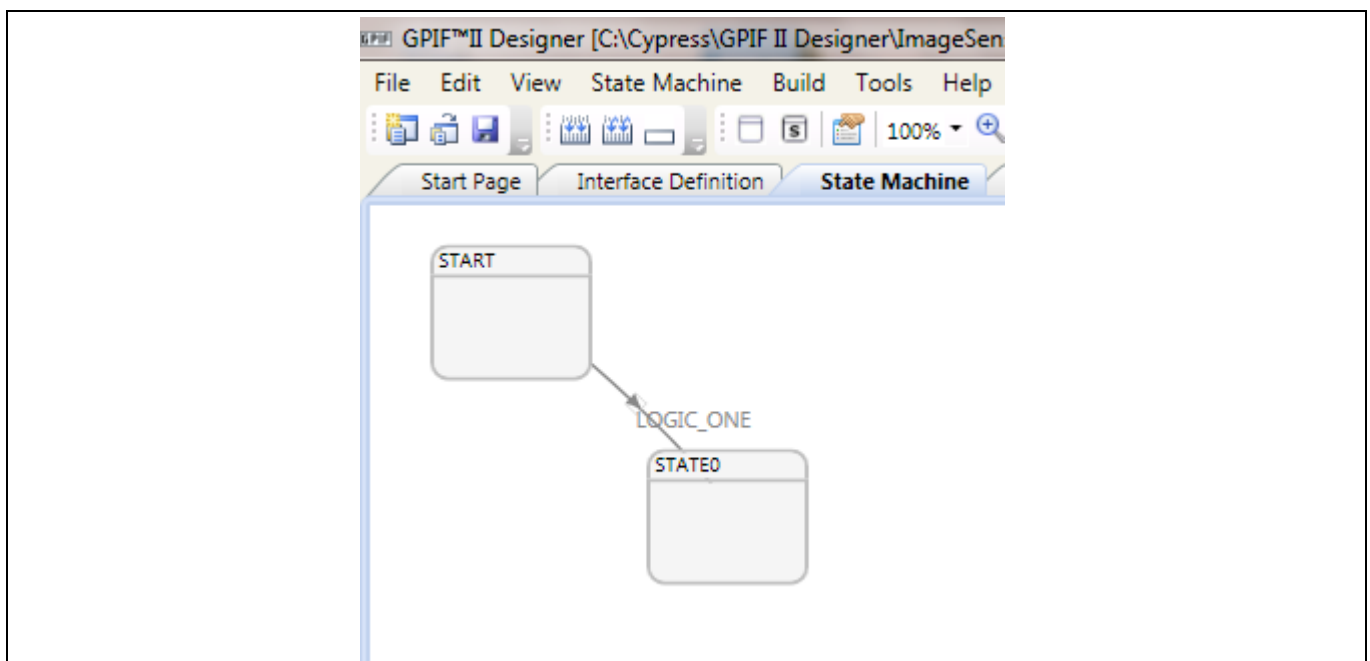 GPIF™II Designer [C:\Cypress\GPIF II Designer\ImageSen
File Edit View State Machine Build Tools Help
S 100%
Start Page Interface Definition State Machine
START
LOGIC_ONE
STATE0